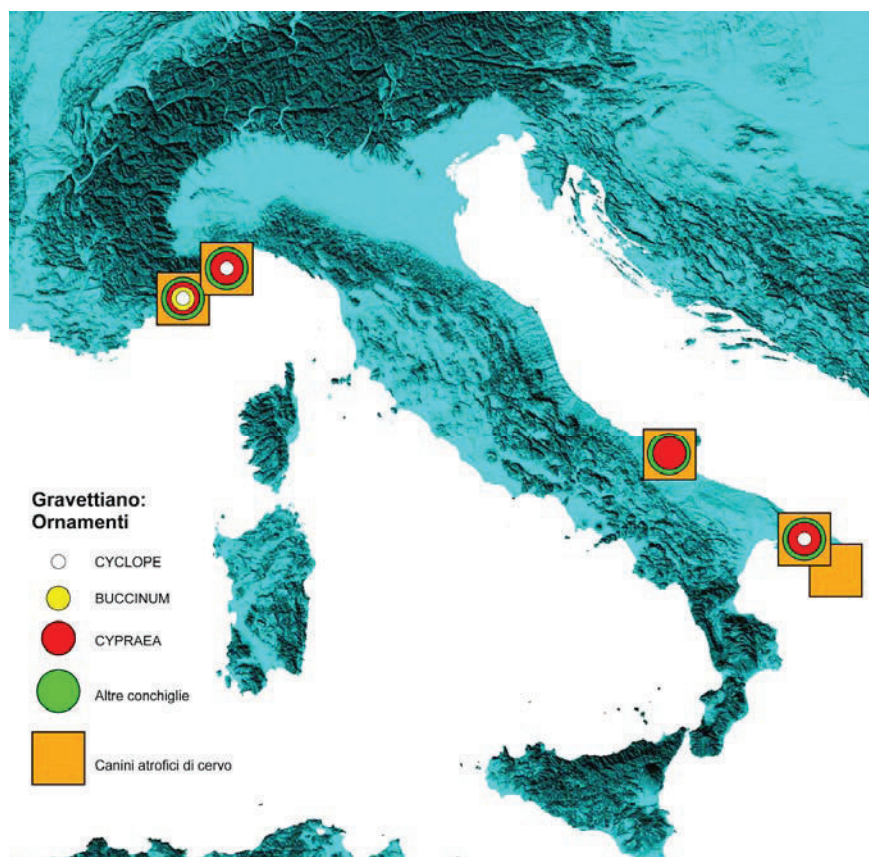 Gravettiano:
Ornamenti
CYCLOPE
BUCCINUM
CYPRAEA
Altre conchiglie
Canini atrofici di cervo